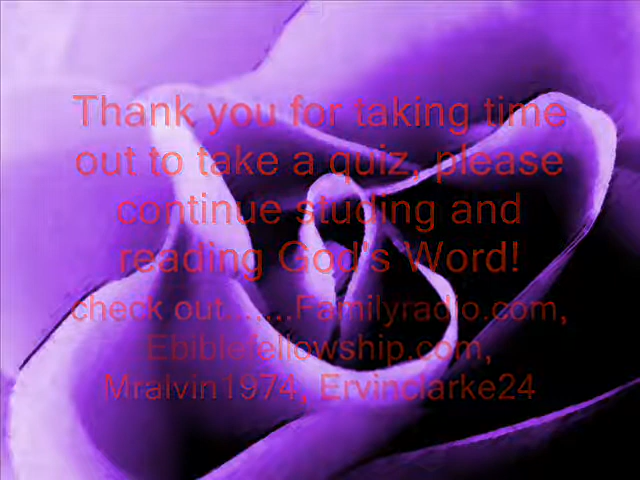 Thank you for taking time
out to take a quiz, please
continue studing and
reading God's Word!
check out.......Familyradio.com,
Ebiblefellowship.com,
Mralvin1974, Ervinclarke24